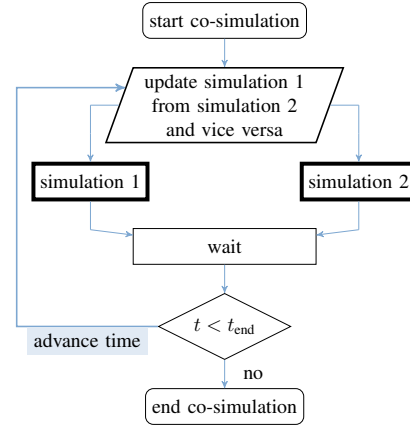 start co-simulation
update simulation 1
from simulation 2
and vice versa
simulation 1
simulation 2
wait
t < t_end
advance time
no
end co-simulation